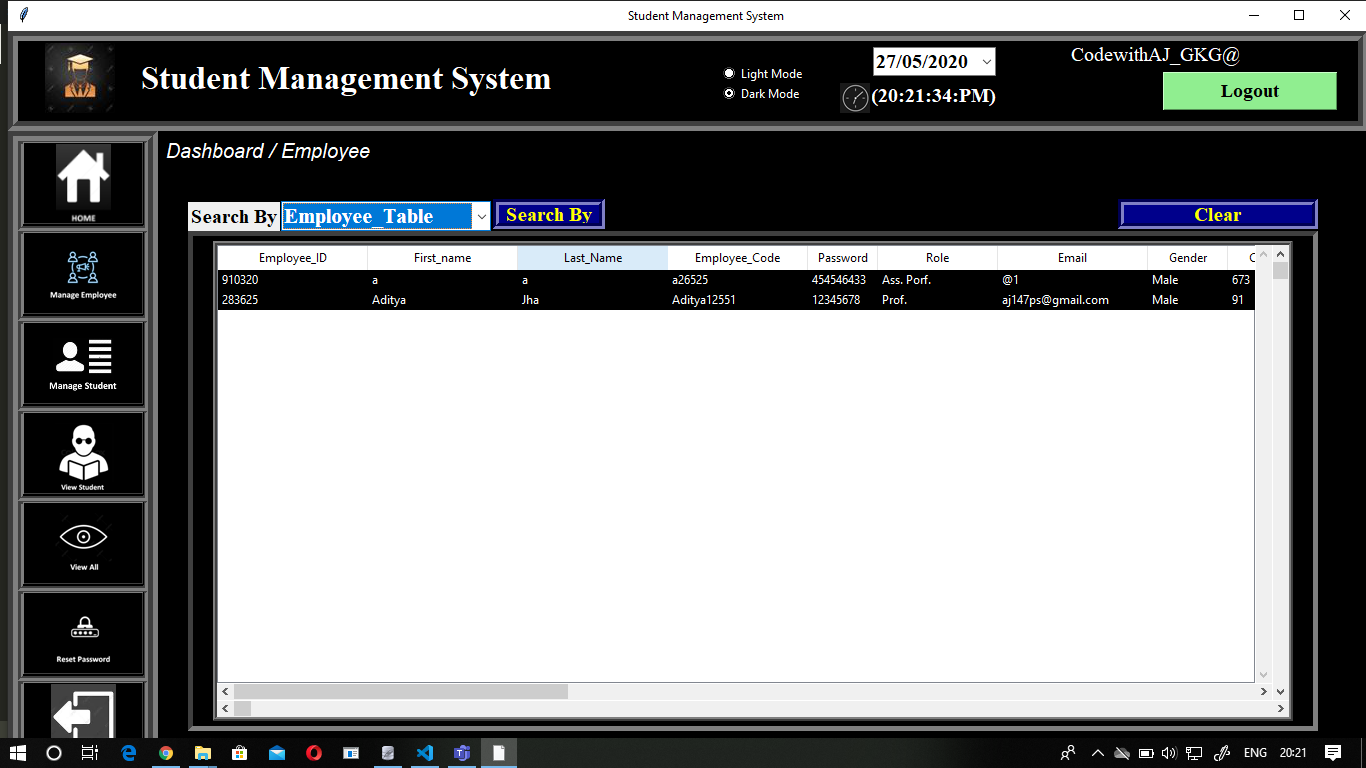 Student Management System
Student Management System
Light Mode
Dark Mode
27/05/2020
(20:21:34:PM)
CodewithAJ_GKG@
Logout
HOME
Manage Employee
Manage Student
View Student
View All
Reset Password
Dashboard / Employee
Search By Employee_Table Search By Clear
Employee_ID First_name Last_Name Employee_Code Password Role Email Gender C
910320 a a a26525 454546433 Ass. Porf. @1 Male 673
283625 Aditya Jha Aditya12551 12345678 Prof. aj147ps@gmail.com Male 91
ENG 20:21